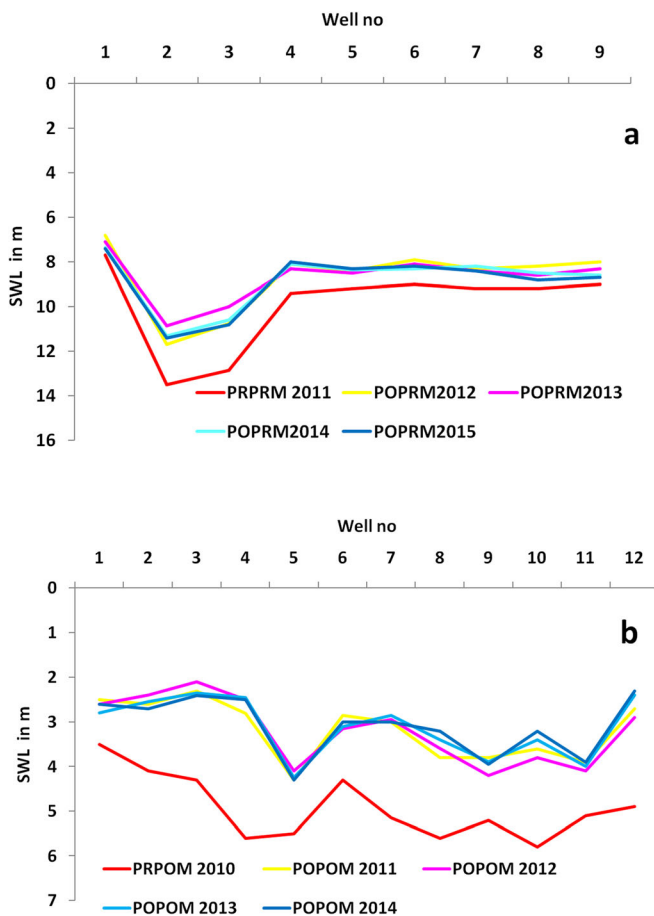 Well no
1 2 3 4 5 6 7 8 9
0
2
4
6
8
10
12
14
16
SWL in m
a
PRPRM 2011 POPRM2012 POPRM2013
POPRM2014 POPRM2015
Well no
1 2 3 4 5 6 7 8 9 10 11 12
0
1
2
3
4
5
6
7
SWL in m
b
PRPOM 2010 POPOM 2011 POPOM 2012
POPOM 2013 POPOM 2014